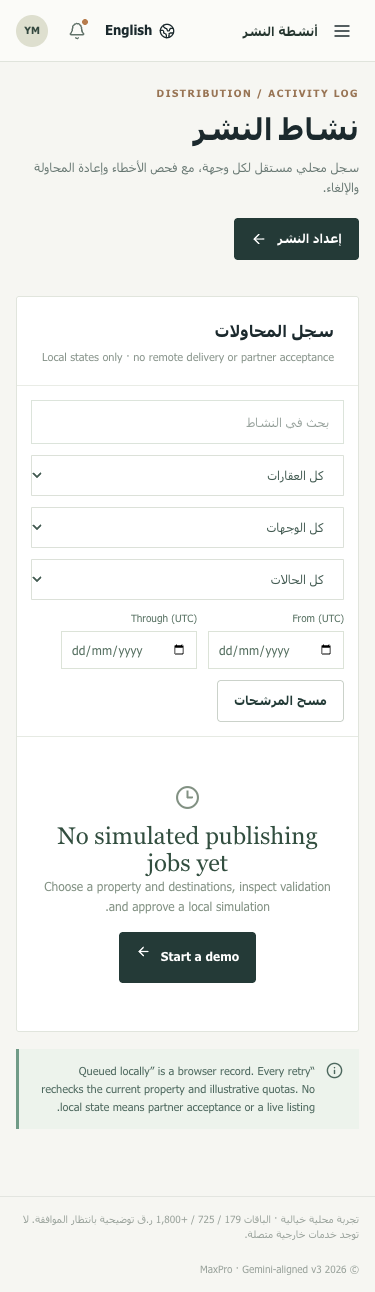 أنشطة النشر
English
YM
DISTRIBUTION / ACTIVITY LOG
نشاط النشر
سجل محلي مستقل لكل وجهة، مع فحص الأخطاء وإعادة المحاولة
والإلغاء.
إعداد النشر ←
سجل المحاولات
Local states only · no remote delivery or partner acceptance
بحث في النشاط
كل العقارات
كل الوجهات
كل الحالات
From (UTC)
Through (UTC)
dd/mm/yyyy
dd/mm/yyyy
مسح المرشحات
No simulated publishing
jobs yet
Choose a property and destinations, inspect validation
and approve a local simulation.
Start a demo ←
"Queued locally" is a browser record. Every retry
rechecks the current property and illustrative quotas. No
local state means partner acceptance or a live listing.
تجربة محلية خيالية · الباقات 179 / 725 / +1,800 ر.ق توضيحية بانتظار الموافقة. لا
توجد خدمات خارجية متصلة.
© 2026 MaxPro · Gemini-aligned v3